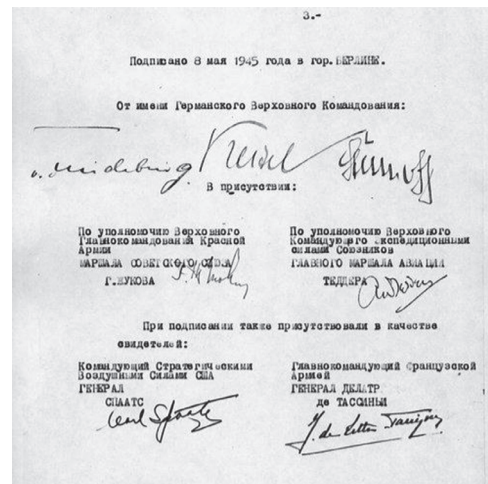 3.-
Подписано 8 мая 1945 года в гор. БЕРЛИНЕ.
От имени Германского Верховного Командования:
Keitel
В присутствии:
По уполномочию Верховного
Главнокомандования Красной
Армии
МАРШАЛА СОВЕТСКОГО СОЮЗА
Г.ЖУКОВА
По уполномочию Верховного
Командующего экспедиционными
силами Союзников
ГЛАВНОГО МАРШАЛА АВИАЦИИ
ТЕДДЕРА
При подписании также присутствовали в качестве
свидетелей:
Командующий Стратегическими
Воздушными Силами США
ГЕНЕРАЛ
СПААТС
Главнокомандующий Французской
Армией
ГЕНЕРАЛ ДЕЛАТР
де ТАССИНЬИ